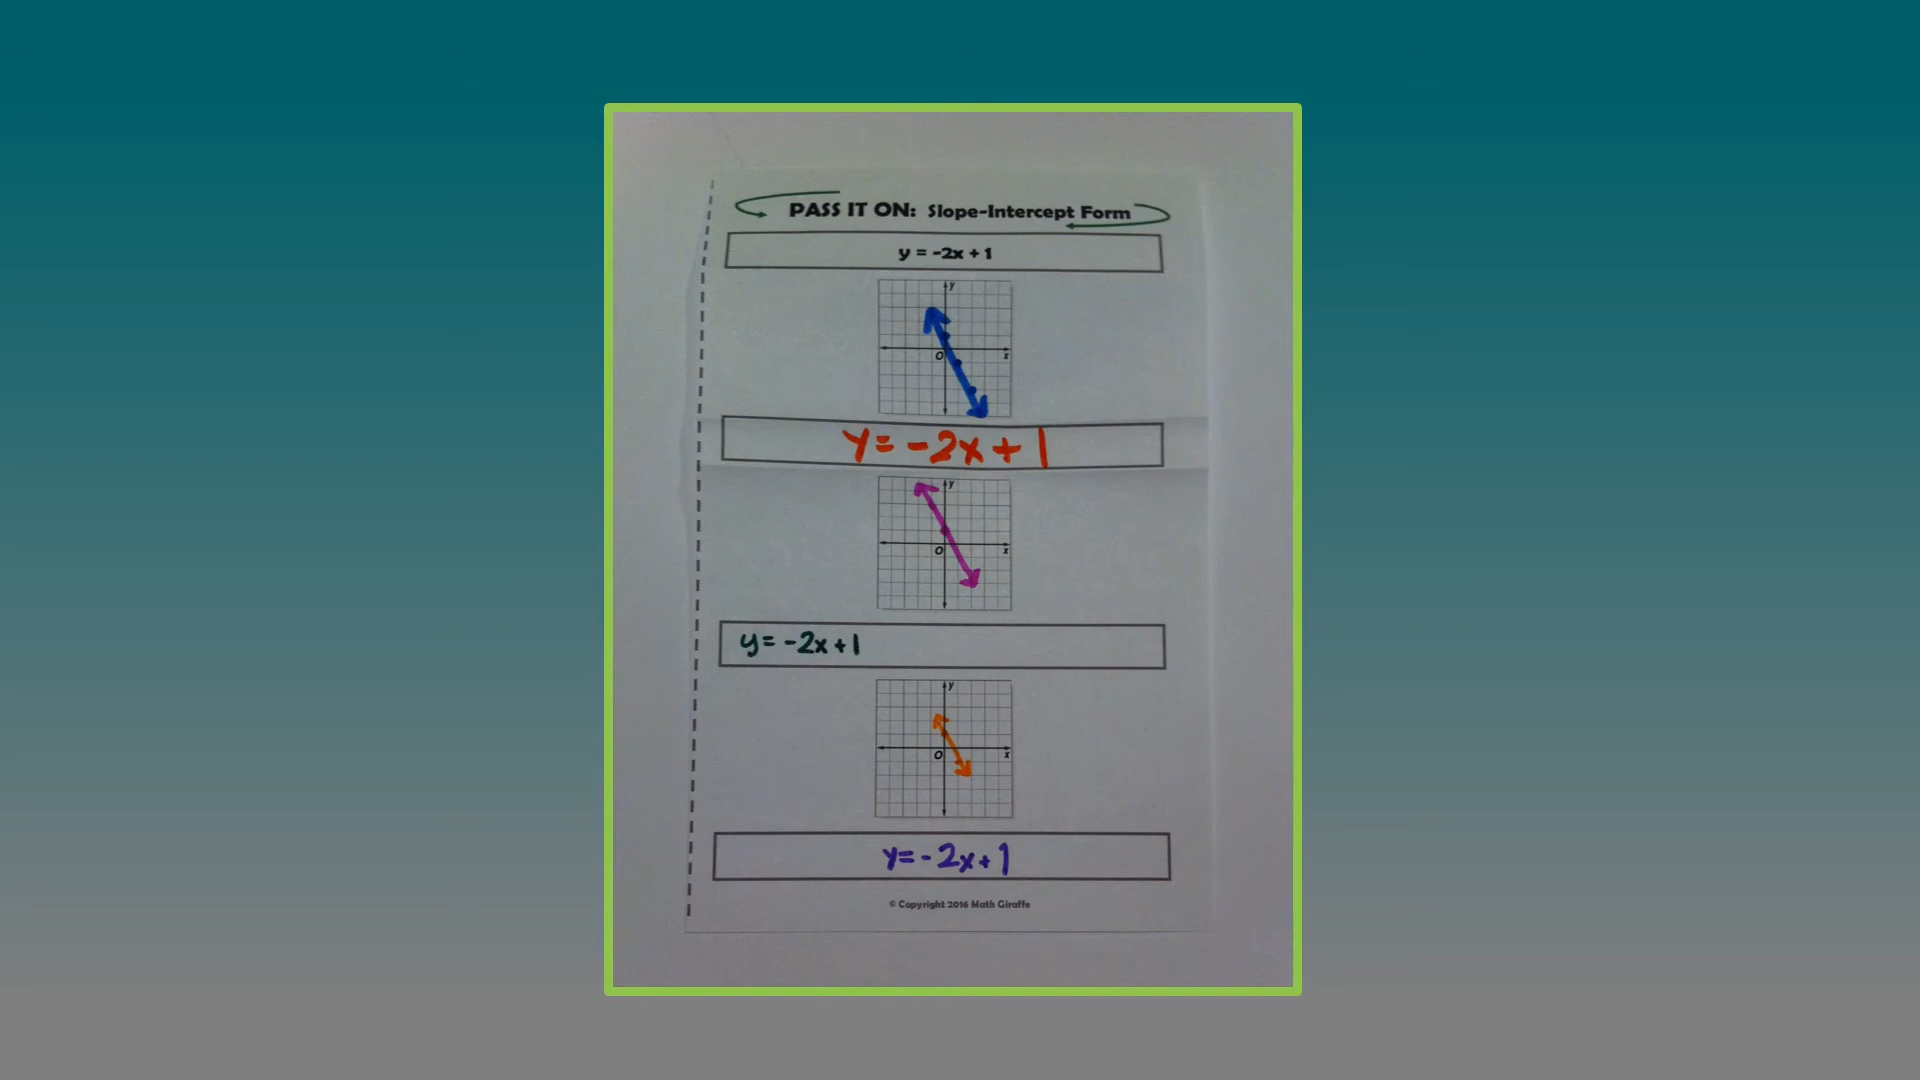 PASS IT ON: Slope-Intercept Form
y = -2x + 1
y
O x
y = -2x + 1
y
O x
y = -2x + 1
y
O x
y = -2x + 1
© Copyright 2016 Math Giraffe